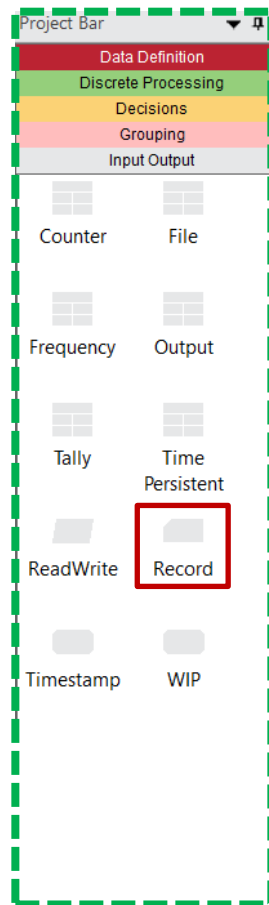 Project Bar
Data Definition
Discrete Processing
Decisions
Grouping
Input Output
Counter
File
Frequency
Output
Tally
Time
Persistent
ReadWrite
Record
Timestamp
WIP